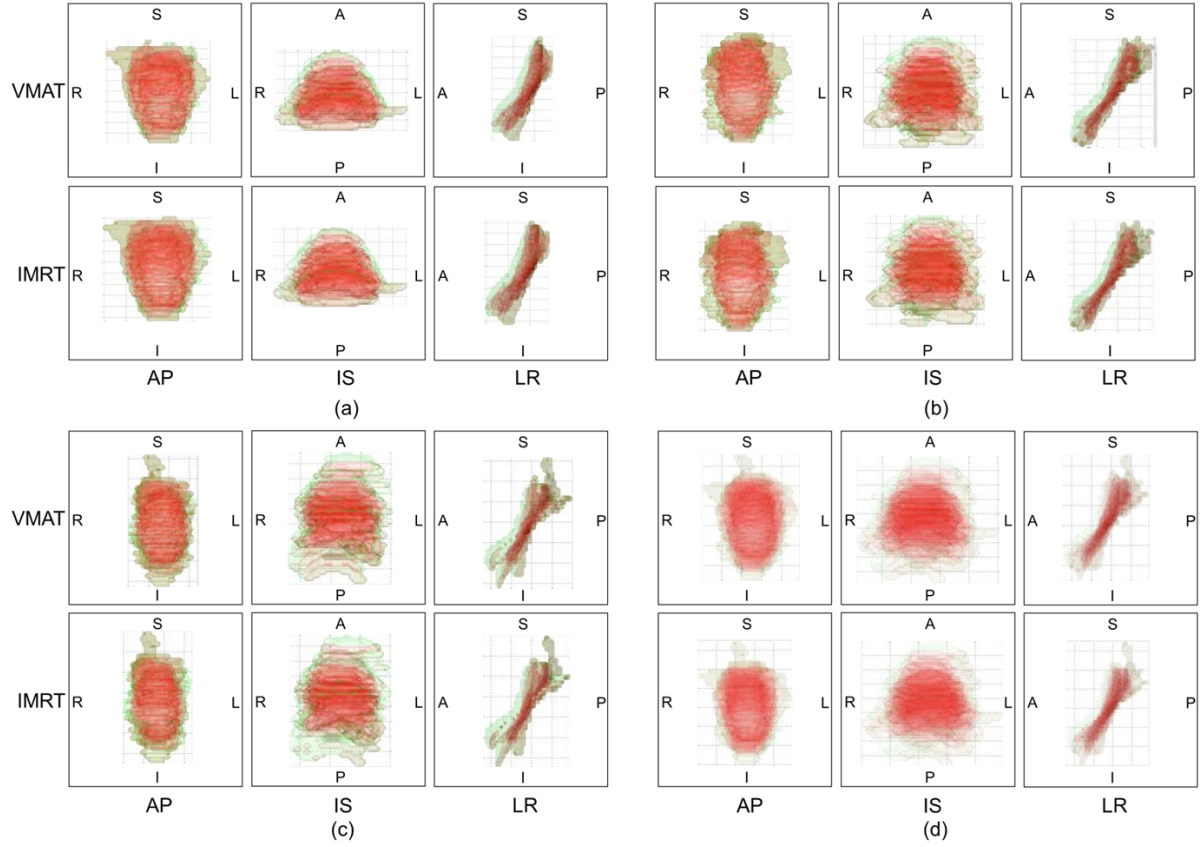 S A S S A S
VMAT R L R L A P R L R L A P
I P I I P I
S A S S A S
IMRT R L R L A P R L R L A P
I P I I P I
AP IS LR AP IS LR
(a) (b)
S A S S A S
VMAT R L R L A P R L R L A P
I P I I P I
S A S S A S
IMRT R L R L A P R L R L A P
I P I I P I
AP IS LR AP IS LR
(c) (d)